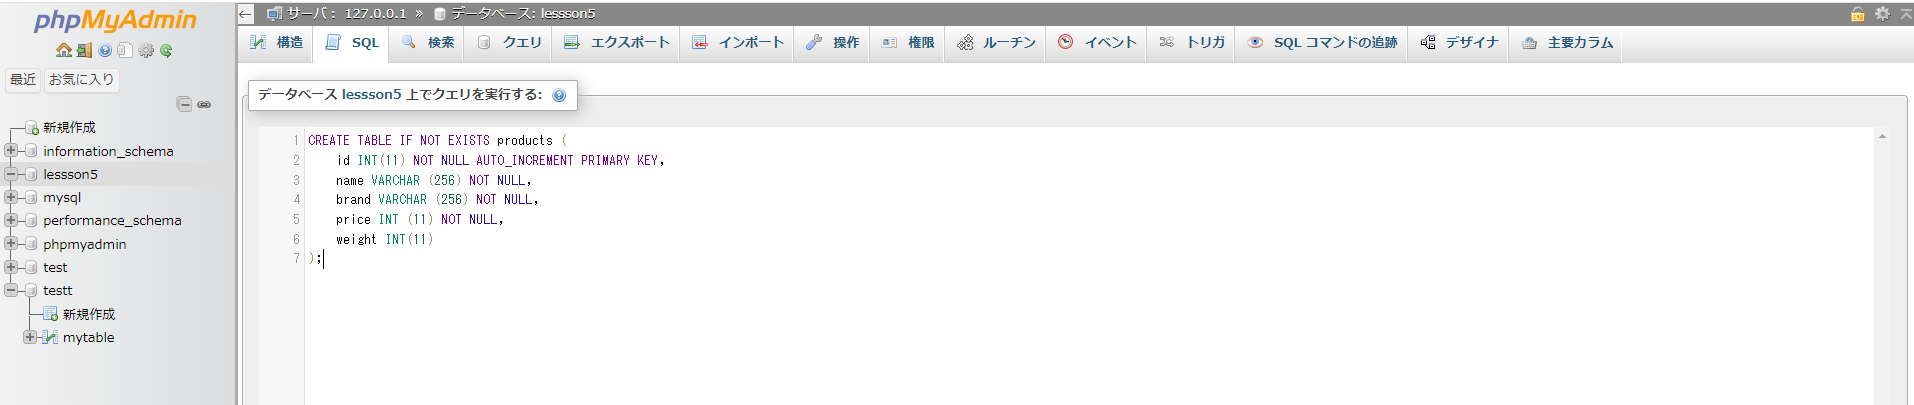 phpMyAdmin
最近 お気に入り
新規作成
information_schema
lessson5
mysql
performance_schema
phpmyadmin
test
testt
新規作成
mytable
サーバ： 127.0.0.1 » データベース: lessson5
構造 SQL 検索 クエリ エクスポート インポート 操作 権限 ルーチン イベント トリガ SQL コマンドの追跡 デザイナ 主要カラム
データベース lessson5 上でクエリを実行する:
1 CREATE TABLE IF NOT EXISTS products (
2 id INT(11) NOT NULL AUTO_INCREMENT PRIMARY KEY,
3 name VARCHAR (256) NOT NULL,
4 brand VARCHAR (256) NOT NULL,
5 price INT (11) NOT NULL,
6 weight INT(11)
7 );